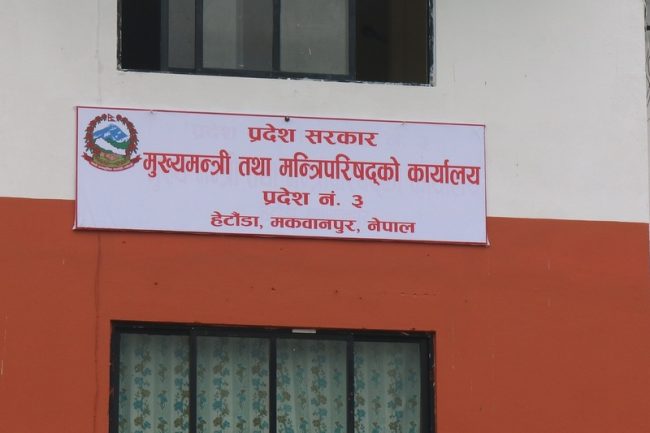 प्रदेश सरकार
मुख्यमन्त्री तथा मन्त्रिपरिषद्को कार्यालय
प्रदेश नं. ३
हेटौंडा, मकवानपुर, नेपाल